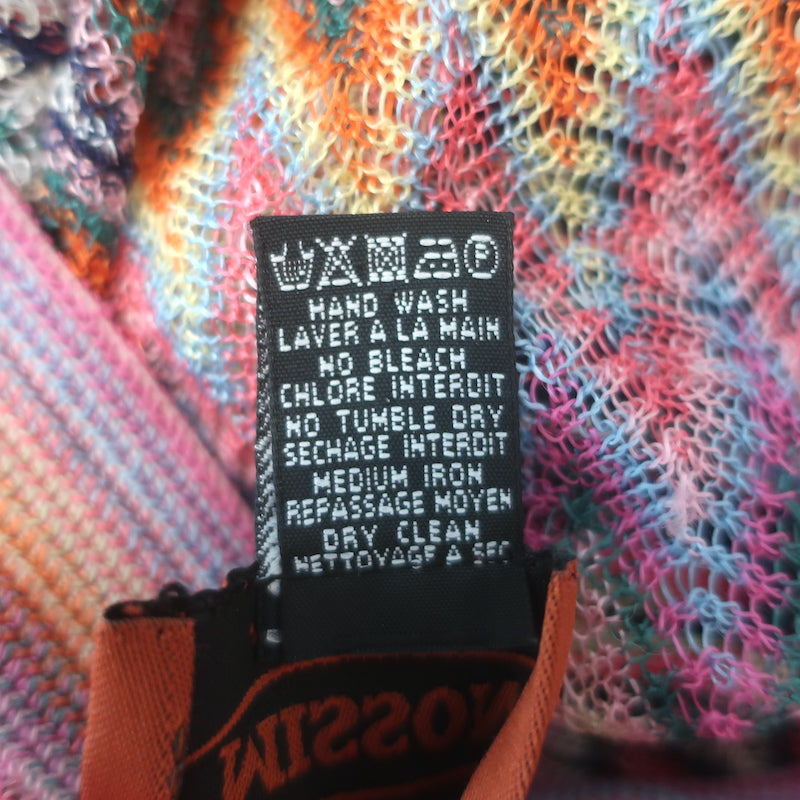 P
HAND WASH
LAVER A LA MAIN
NO BLEACH
CHLORE INTERDIT
NO TUMBLE DRY
SECHAGE INTERDIT
MEDIUM IRON
REPASSAGE MOYEN
DRY CLEAN
NETTOYAGE A SEC
MISSONI